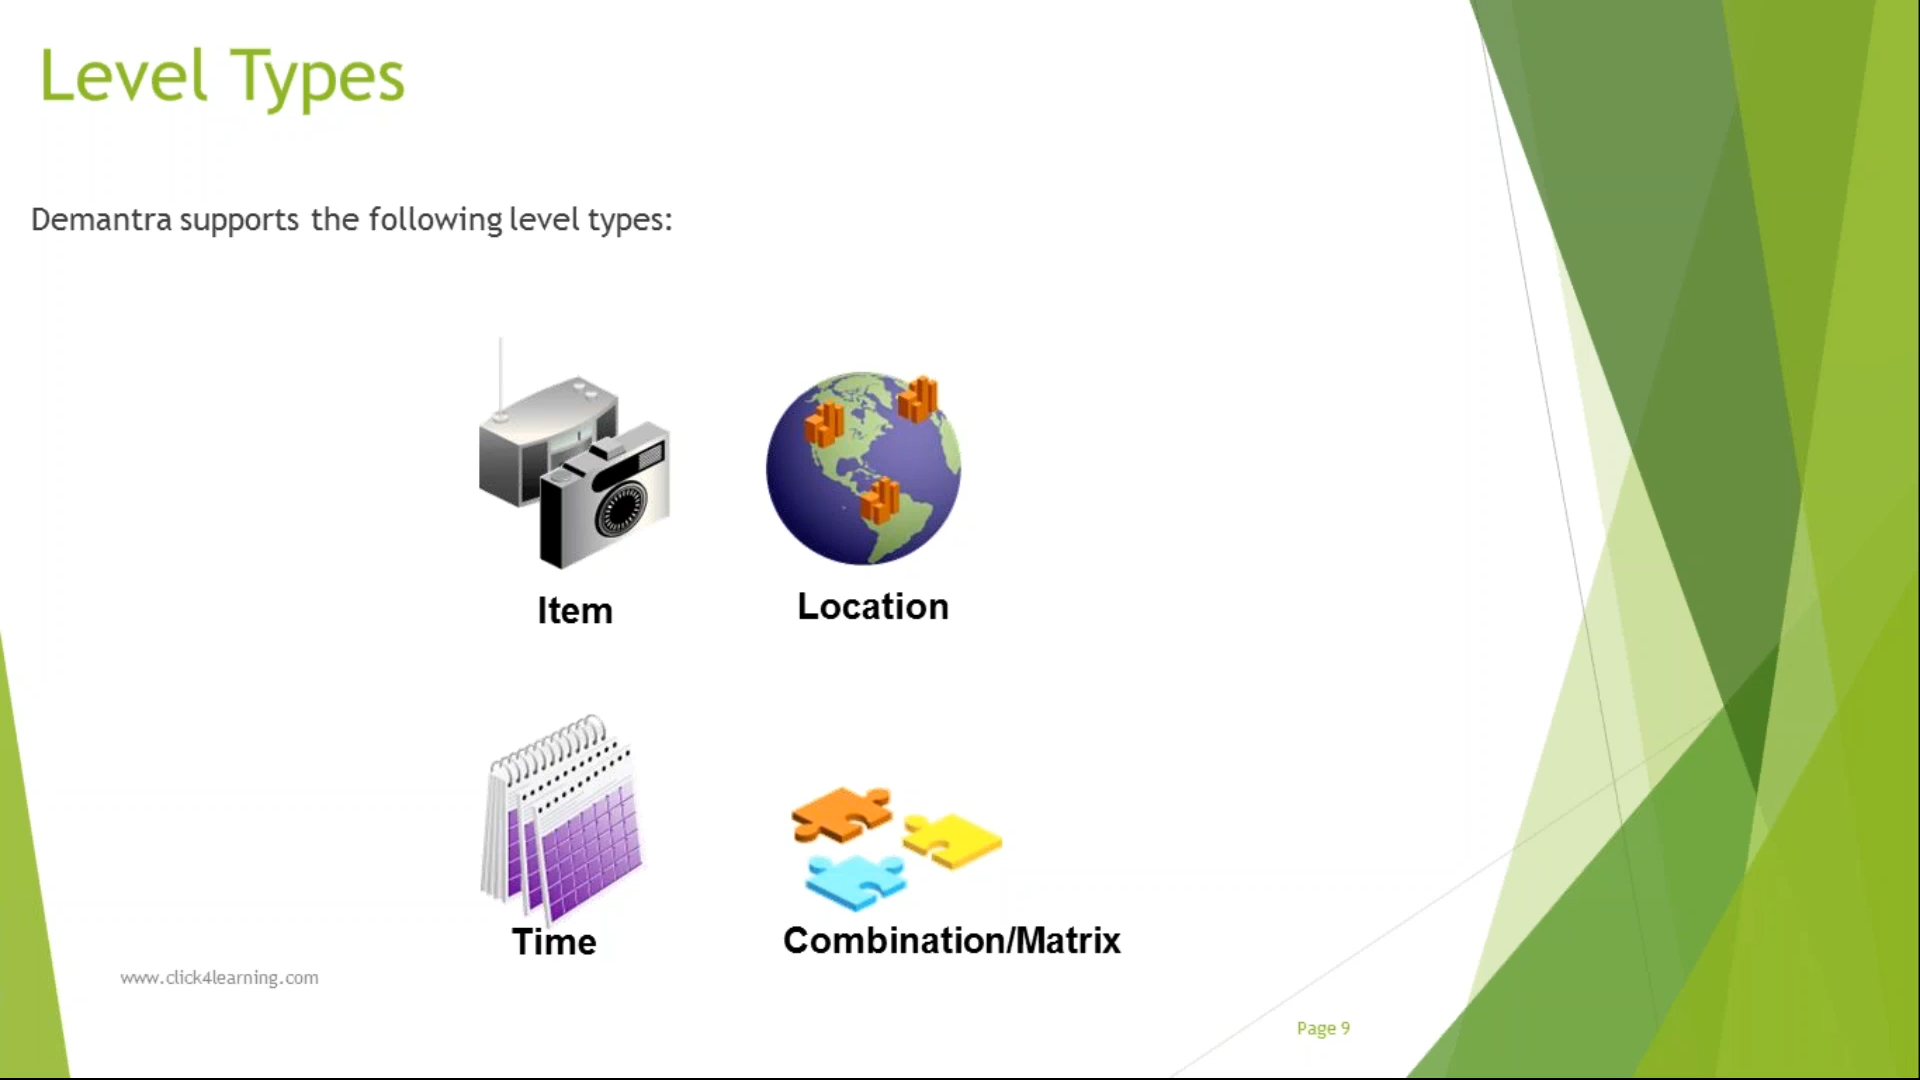 Level Types
Demantra supports the following level types:
Item
Location
Time
Combination/Matrix
www.click4learning.com
Page 9